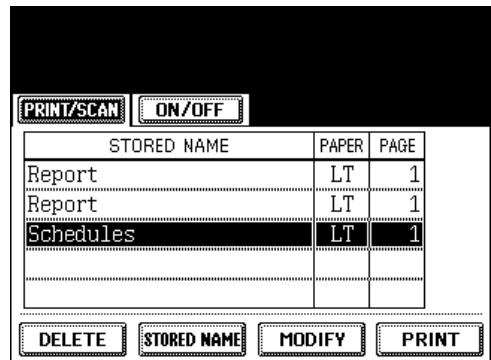 PRINT/SCAN ON/OFF
STORED NAME PAPER PAGE
Report LT 1
Report LT 1
Schedules LT 1
DELETE STORED NAME MODIFY PRINT